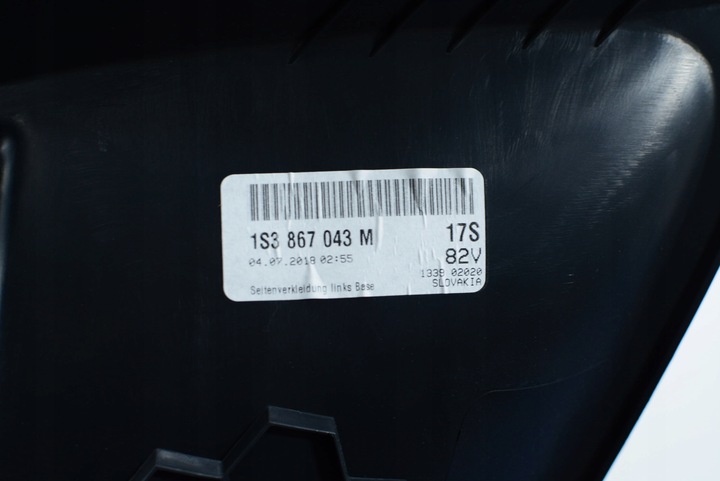 1S3 867 043 M 17S
04.07.2018 02:55 82V
1339 02020
SLOVAKIA
Seitenverkleidung links Base